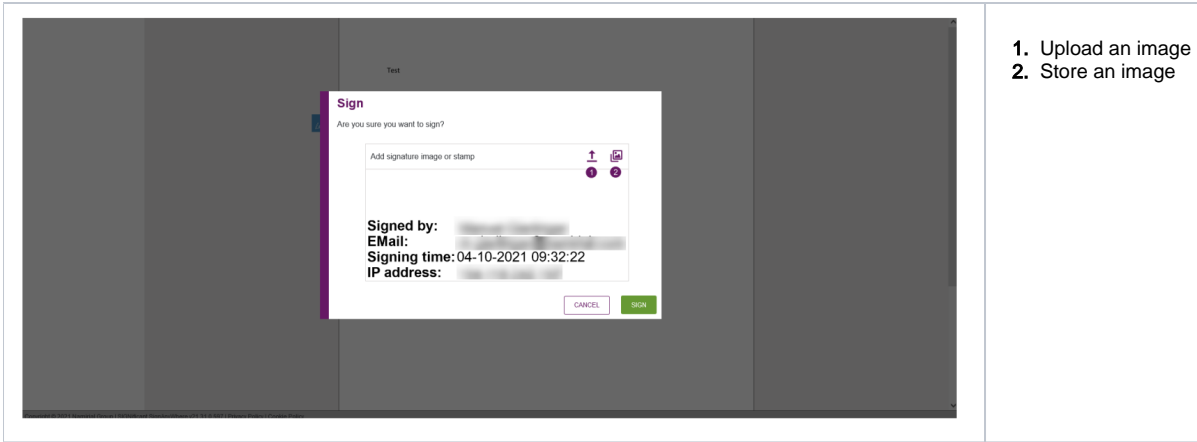 Test
Sign
Are you sure you want to sign?
Add signature image or stamp
1 2
Signed by:
EMail:
Signing time: 04-10-2021 09:32:22
IP address:
CANCEL SIGN
1. Upload an image
2. Store an image